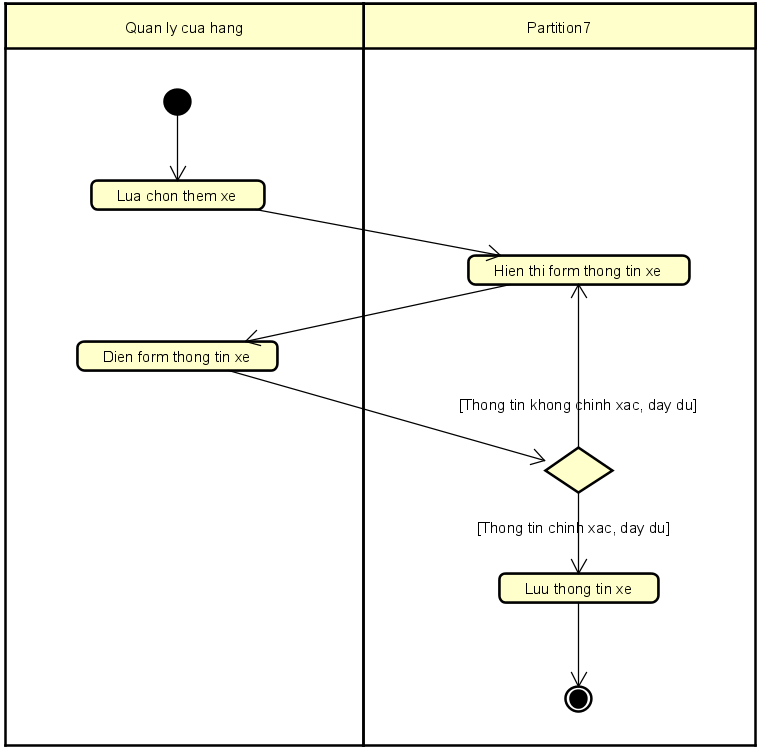 Quan ly cua hang
Partition7
Lua chon them xe
Hien thi form thong tin xe
Dien form thong tin xe
[Thong tin khong chinh xac, day du]
[Thong tin chinh xac, day du]
Luu thong tin xe